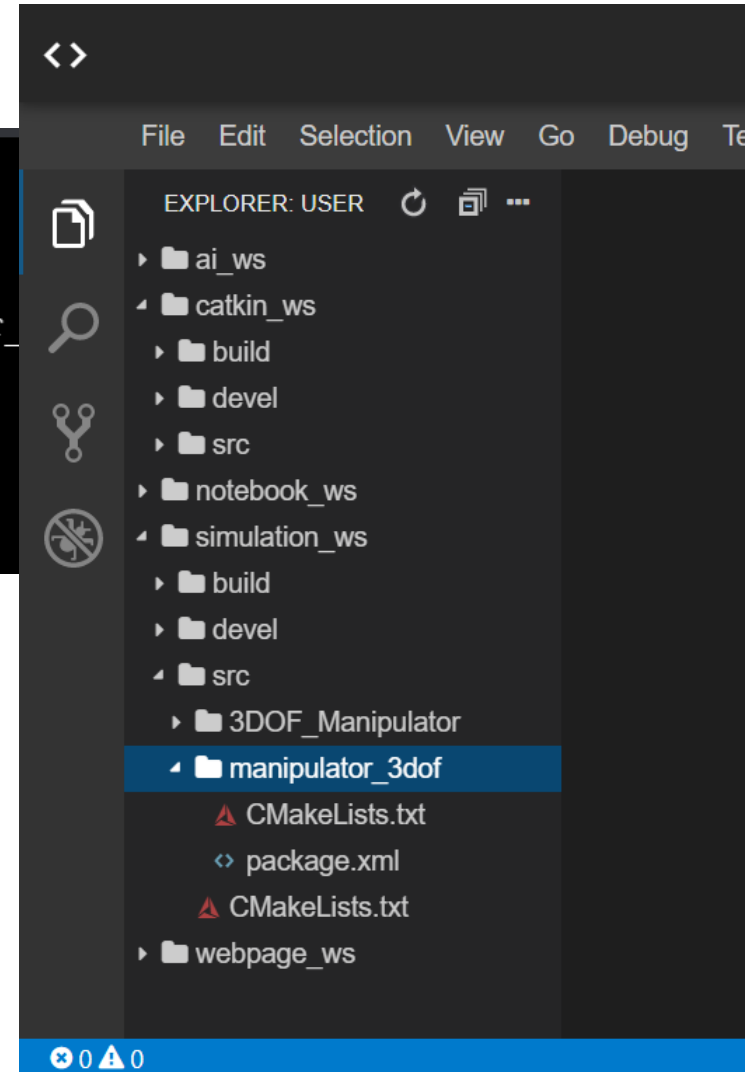 File Edit Selection View Go Debug Te
EXPLORER: USER
ai_ws
catkin_ws
build
devel
src
notebook_ws
simulation_ws
build
devel
src
3DOF_Manipulator
manipulator_3dof
CMakeLists.txt
package.xml
CMakeLists.txt
webpage_ws
0 0